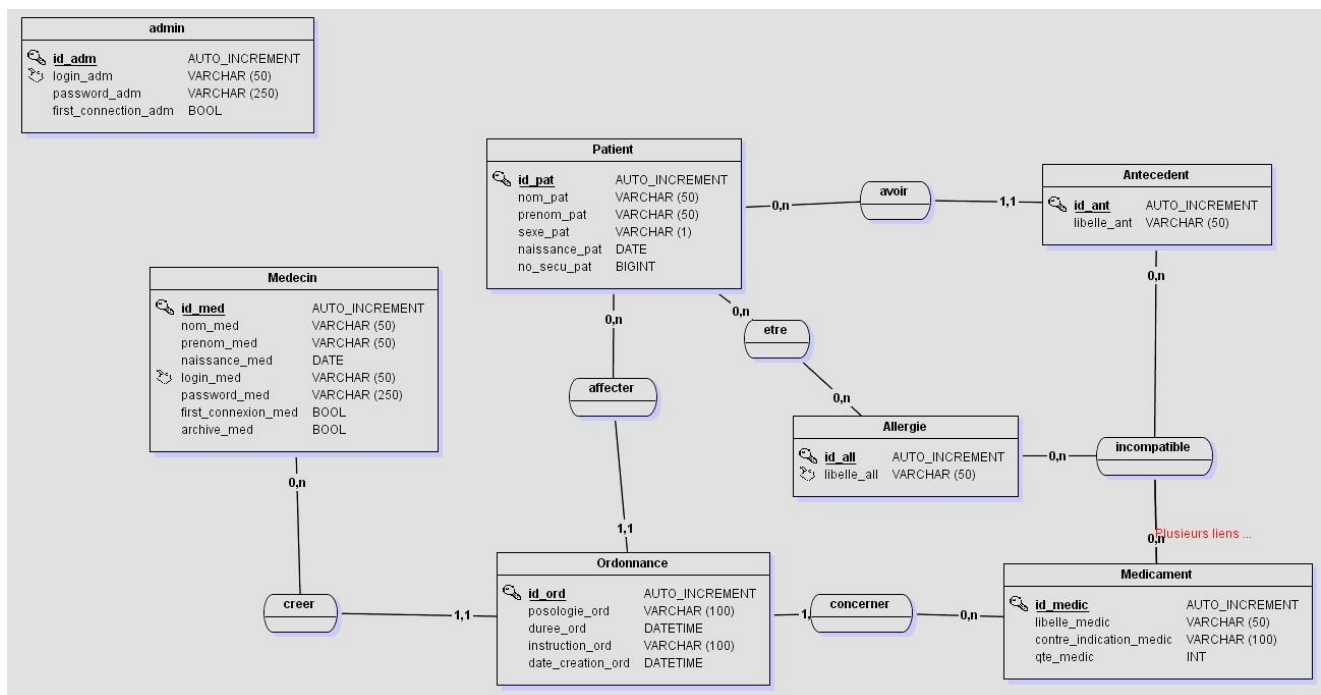 admin
id_adm AUTO_INCREMENT
login_adm VARCHAR (50)
password_adm VARCHAR (250)
first_connection_adm BOOL
Patient
id_pat AUTO_INCREMENT
nom_pat VARCHAR (50)
prenom_pat VARCHAR (50)
sexe_pat VARCHAR (1)
naissance_pat DATE
no_secu_pat BIGINT
0,n
avoir
1,1
Antecedent
id_ant AUTO_INCREMENT
libelle_ant VARCHAR (50)
Medecin
id_med AUTO_INCREMENT
nom_med VARCHAR (50)
prenom_med VARCHAR (50)
naissance_med DATE
login_med VARCHAR (50)
password_med VARCHAR (250)
first_connexion_med BOOL
archive_med BOOL
0,n
0,n
0,n
etre
affecter
0,n
Allergie
id_all AUTO_INCREMENT
libelle_all VARCHAR (50)
0,n
incompatible
0,n
1,1
0,n
Plusieurs liens ...
creer
1,1
Ordonnance
id_ord AUTO_INCREMENT
posologie_ord VARCHAR (100)
duree_ord DATETIME
instruction_ord VARCHAR (100)
date_creation_ord DATETIME
1,
concerner
0,n
Medicament
id_medic AUTO_INCREMENT
libelle_medic VARCHAR (50)
contre_indication_medic VARCHAR (100)
qte_medic INT